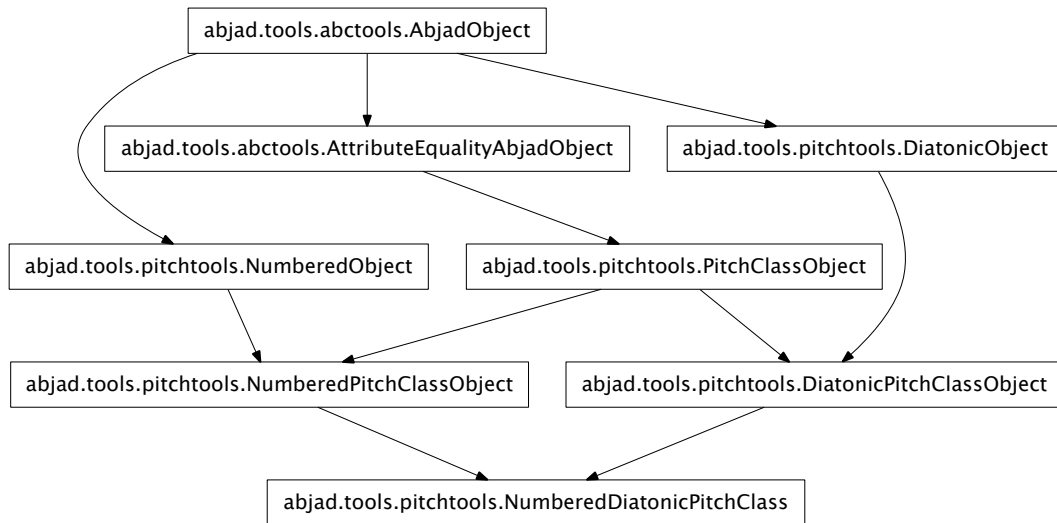 abjad.tools.abctools.AbjadObject
abjad.tools.abctools.AttributeEqualityAbjadObject
abjad.tools.pitchtools.DiatonicObject
abjad.tools.pitchtools.NumberedObject
abjad.tools.pitchtools.PitchClassObject
abjad.tools.pitchtools.NumberedPitchClassObject
abjad.tools.pitchtools.DiatonicPitchClassObject
abjad.tools.pitchtools.NumberedDiatonicPitchClass